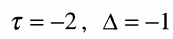 τ = −2 ,  Δ = −1